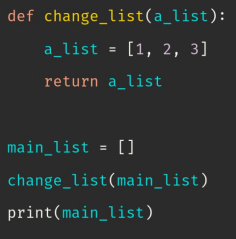 def change_list(a_list):
    a_list = [1, 2, 3]
    return a_list
main_list = []
change_list(main_list)
print(main_list)